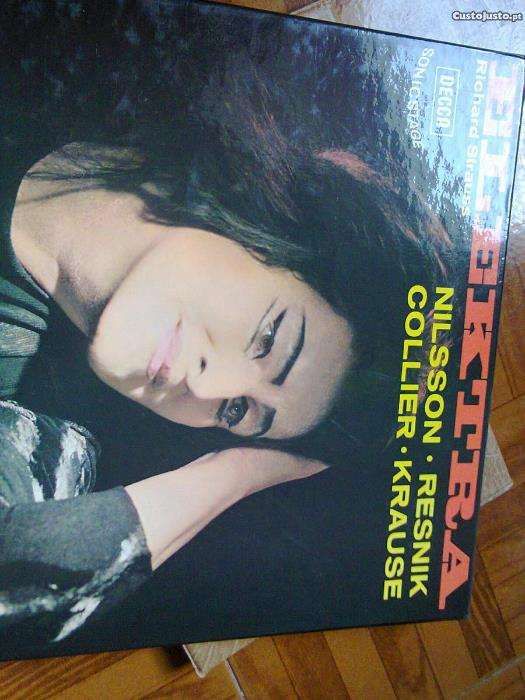 CustoJusto.pt
ELEKTRA
Richard Strauss
DECCA
SONIC STAGE
NILSSON · RESNIK
COLLIER · KRAUSE